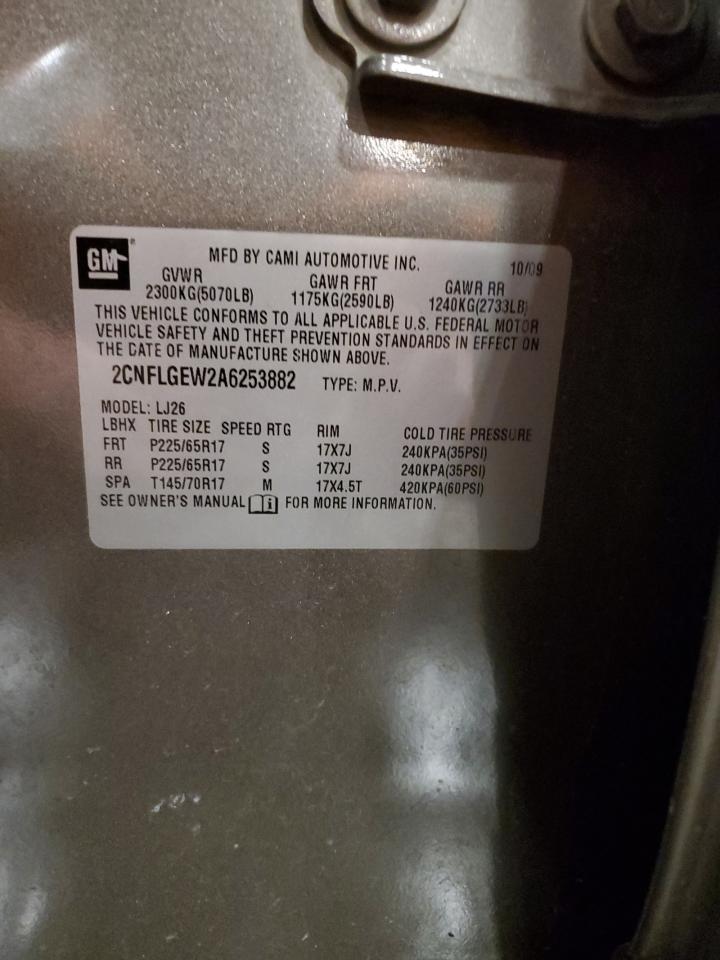 GM
MFD BY CAMI AUTOMOTIVE INC. 10/09
GVWR GAWR FRT GAWR RR
2300KG(5070LB) 1175KG(2590LB) 1240KG(2733LB)
THIS VEHICLE CONFORMS TO ALL APPLICABLE U.S. FEDERAL MOTOR
VEHICLE SAFETY AND THEFT PREVENTION STANDARDS IN EFFECT ON
THE DATE OF MANUFACTURE SHOWN ABOVE.
2CNFLGEW2A6253882 TYPE: M.P.V.
MODEL: LJ26
LBHX TIRE SIZE SPEED RTG RIM COLD TIRE PRESSURE
FRT P225/65R17 S 17X7J 240KPA(35PSI)
RR P225/65R17 S 17X7J 240KPA(35PSI)
SPA T145/70R17 M 17X4.5T 420KPA(60PSI)
SEE OWNER'S MANUAL FOR MORE INFORMATION.